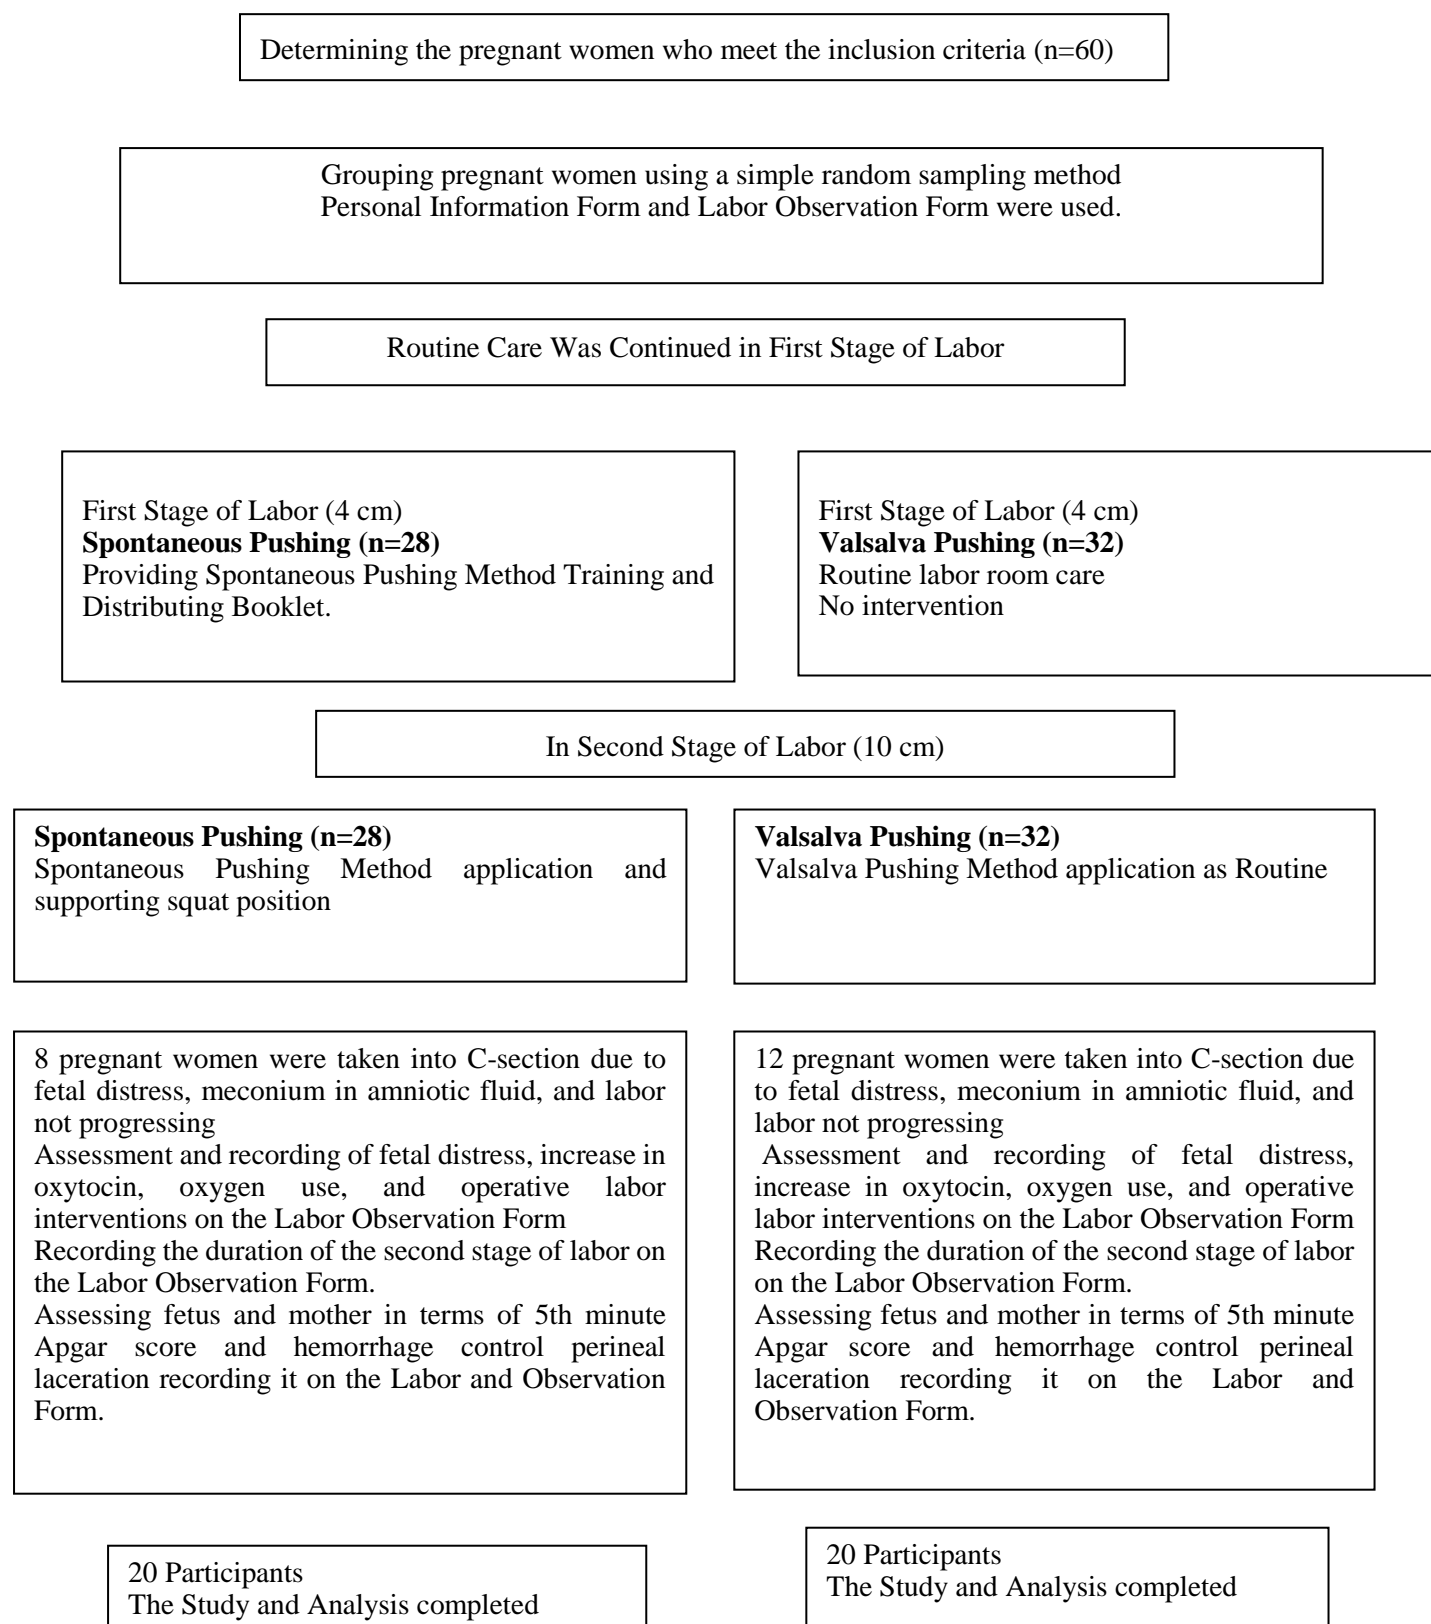 Determining the pregnant women who meet the inclusion criteria (n=60)
Grouping pregnant women using a simple random sampling method
Personal Information Form and Labor Observation Form were used.
Routine Care Was Continued in First Stage of Labor
First Stage of Labor (4 cm)
Spontaneous Pushing (n=28)
Providing Spontaneous Pushing Method Training and
Distributing Booklet.
First Stage of Labor (4 cm)
Valsalva Pushing (n=32)
Routine labor room care
No intervention
In Second Stage of Labor (10 cm)
Spontaneous Pushing (n=28)
Spontaneous Pushing Method application and
supporting squat position
Valsalva Pushing (n=32)
Valsalva Pushing Method application as Routine
8 pregnant women were taken into C-section due to
fetal distress, meconium in amniotic fluid, and labor
not progressing
Assessment and recording of fetal distress, increase in
oxytocin, oxygen use, and operative labor
interventions on the Labor Observation Form
Recording the duration of the second stage of labor on
the Labor Observation Form.
Assessing fetus and mother in terms of 5th minute
Apgar score and hemorrhage control perineal
laceration recording it on the Labor and Observation
Form.
12 pregnant women were taken into C-section due
to fetal distress, meconium in amniotic fluid, and
labor not progressing
Assessment and recording of fetal distress,
increase in oxytocin, oxygen use, and operative
labor interventions on the Labor Observation Form
Recording the duration of the second stage of labor
on the Labor Observation Form.
Assessing fetus and mother in terms of 5th minute
Apgar score and hemorrhage control perineal
laceration recording it on the Labor and
Observation Form.
20 Participants
The Study and Analysis completed
20 Participants
The Study and Analysis completed